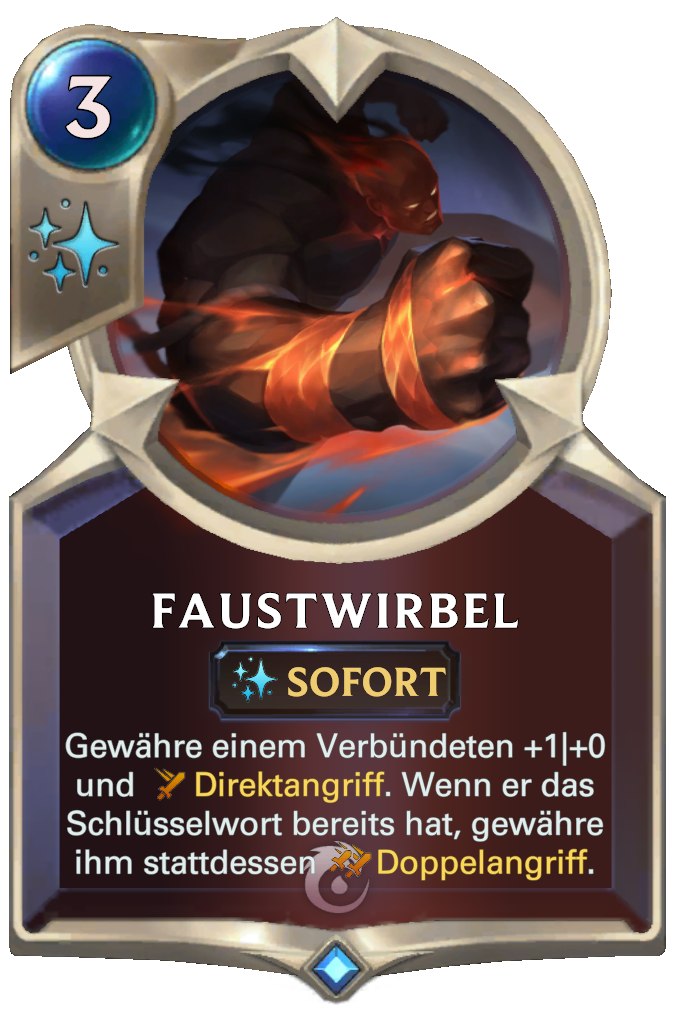 3
FAUSTWIRBEL
SOFORT
Gewähre einem Verbündeten +1|+0
und Direktangriff. Wenn er das
Schlüsselwort bereits hat, gewähre
ihm stattdessen Doppelangriff.